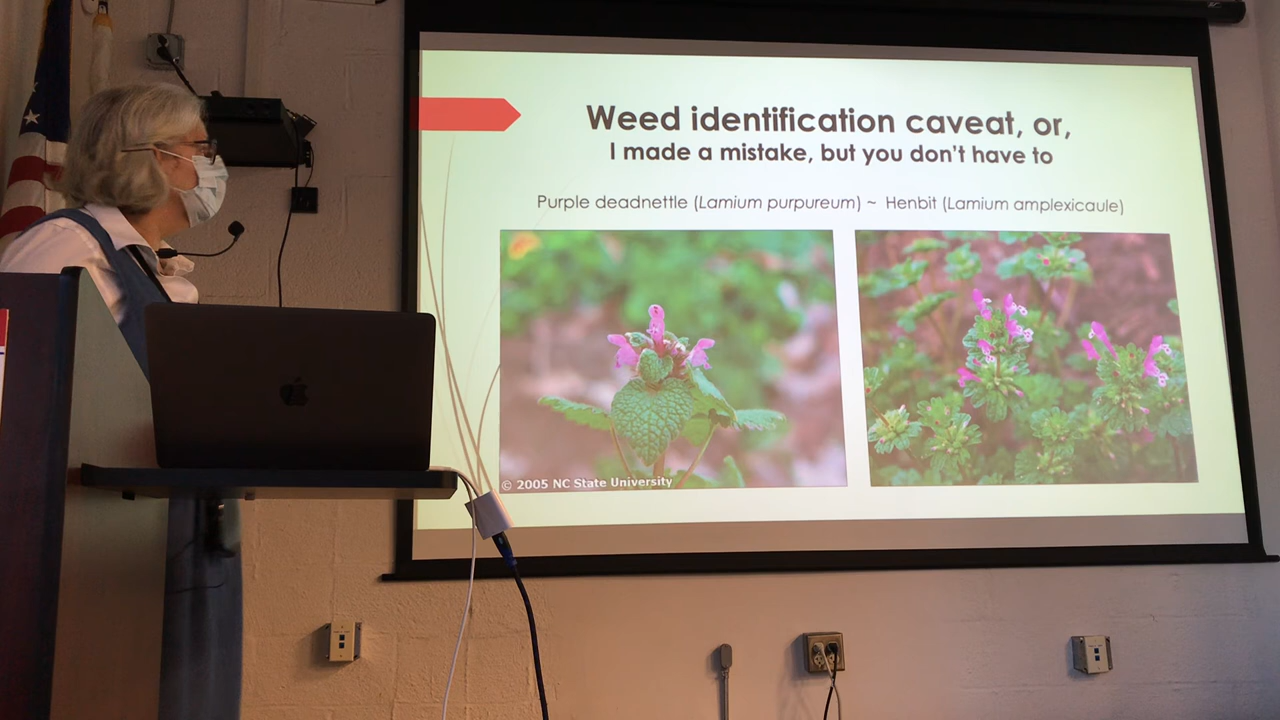 Weed identification caveat, or,
I made a mistake, but you don't have to
Purple deadnettle (Lamium purpureum) ~ Henbit (Lamium amplexicaule)
© 2005 NC State University